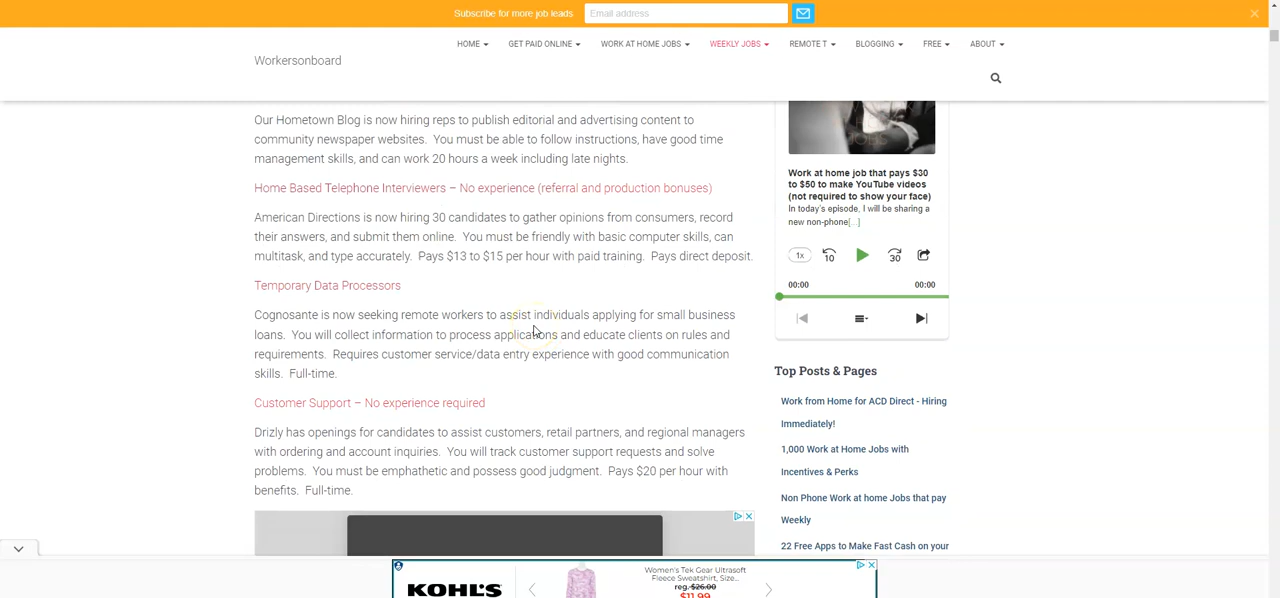 Subscribe for more job leads
Email address
HOME
GET PAID ONLINE
WORK AT HOME JOBS
WEEKLY JOBS
REMOTE T
BLOGGING
FREE
ABOUT
Workersonboard
Our Hometown Blog is now hiring reps to publish editorial and advertising content to
community newspaper websites. You must be able to follow instructions, have good time
management skills, and can work 20 hours a week including late nights.
Home Based Telephone Interviewers – No experience (referral and production bonuses)
American Directions is now hiring 30 candidates to gather opinions from consumers, record
their answers, and submit them online. You must be friendly with basic computer skills, can
multitask, and type accurately. Pays $13 to $15 per hour with paid training. Pays direct deposit.
Temporary Data Processors
Cognosante is now seeking remote workers to assist individuals applying for small business
loans. You will collect information to process applications and educate clients on rules and
requirements. Requires customer service/data entry experience with good communication
skills. Full-time.
Customer Support – No experience required
Drizly has openings for candidates to assist customers, retail partners, and regional managers
with ordering and account inquiries. You will track customer support requests and solve
problems. You must be emphathetic and possess good judgment. Pays $20 per hour with
benefits. Full-time.
JOBS
Work at home job that pays $30
to $50 to make YouTube videos
(not required to show your face)
In today's episode, I will be sharing a
new non-phone[...]
1x
10
30
00:00
00:00
Top Posts & Pages
Work from Home for ACD Direct - Hiring
Immediately!
1,000 Work at Home Jobs with
Incentives & Perks
Non Phone Work at home Jobs that pay
Weekly
22 Free Apps to Make Fast Cash on your
KOHL'S
Women's Tek Gear Ultrasoft
Fleece Sweatshirt, Size...
reg. $26.00
$11.99